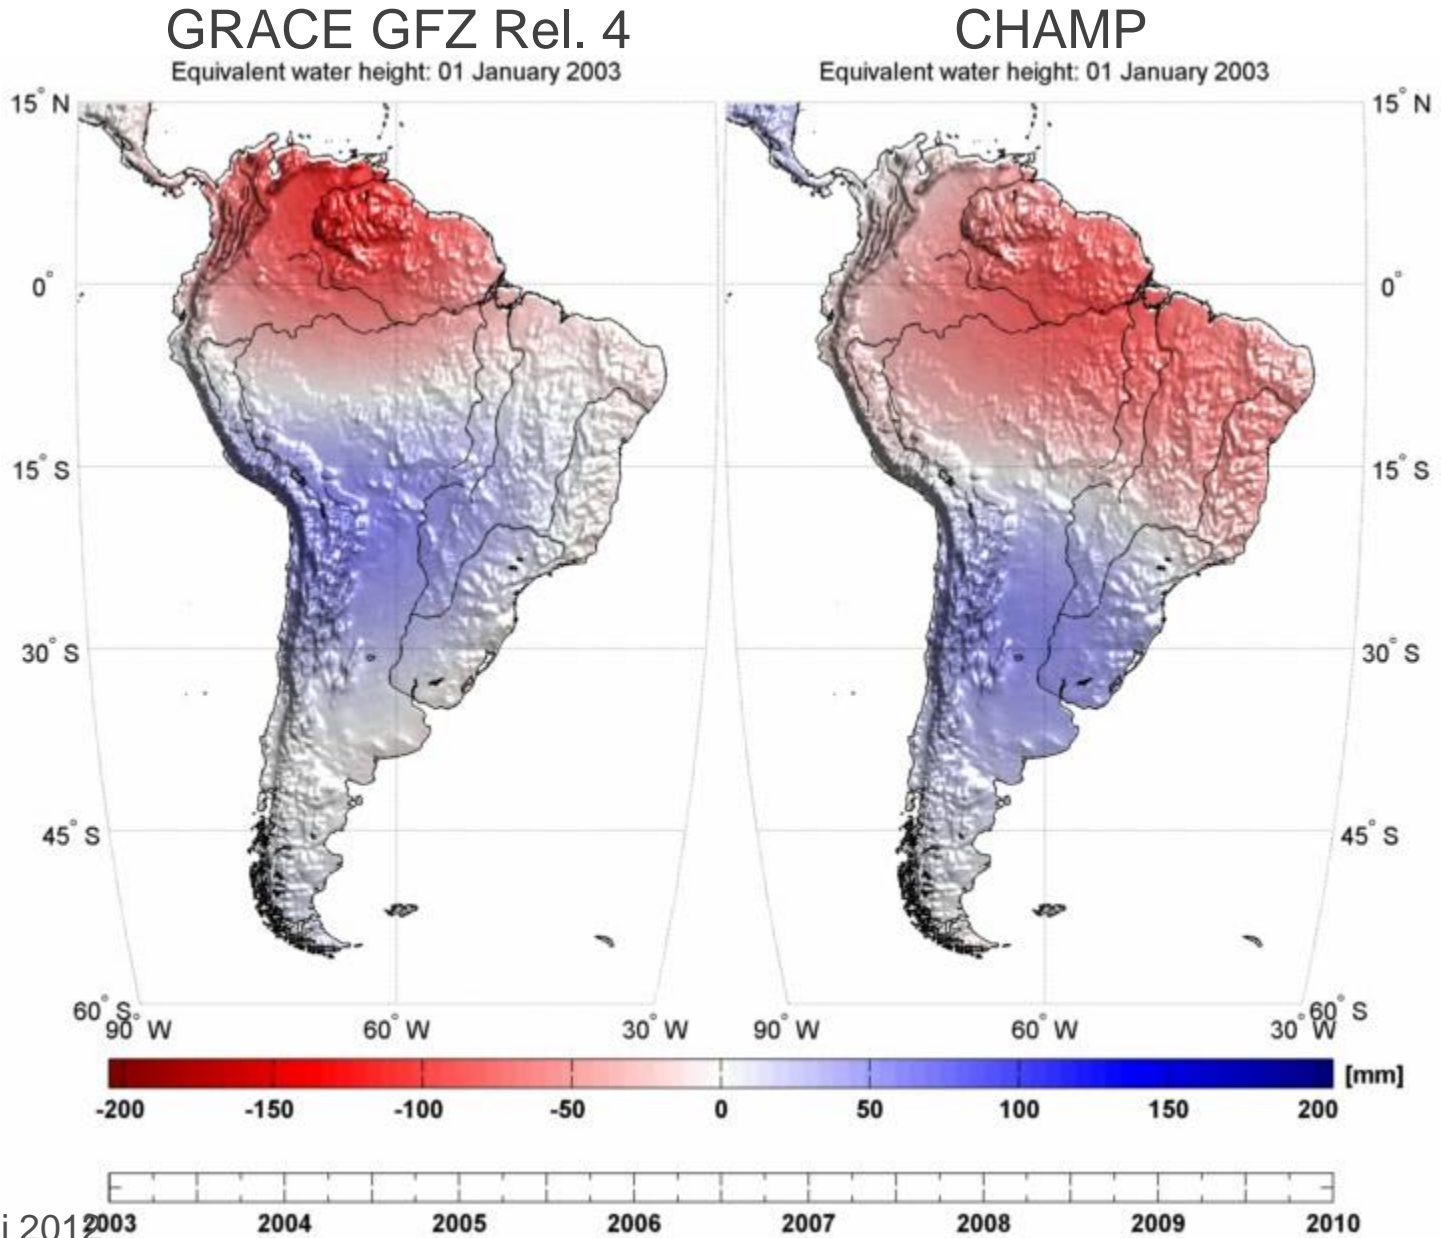 GRACE GFZ Rel. 4
Equivalent water height: 01 January 2003
CHAMP
Equivalent water height: 01 January 2003
15° N
0°
15° S
30° S
45° S
60° S
90° W 60° W 30° W
15° N
0°
15° S
30° S
45° S
60° S
90° W 60° W 30° W
-200 -150 -100 -50 0 50 100 150 200
[mm]
i 2012
2003 2004 2005 2006 2007 2008 2009 2010